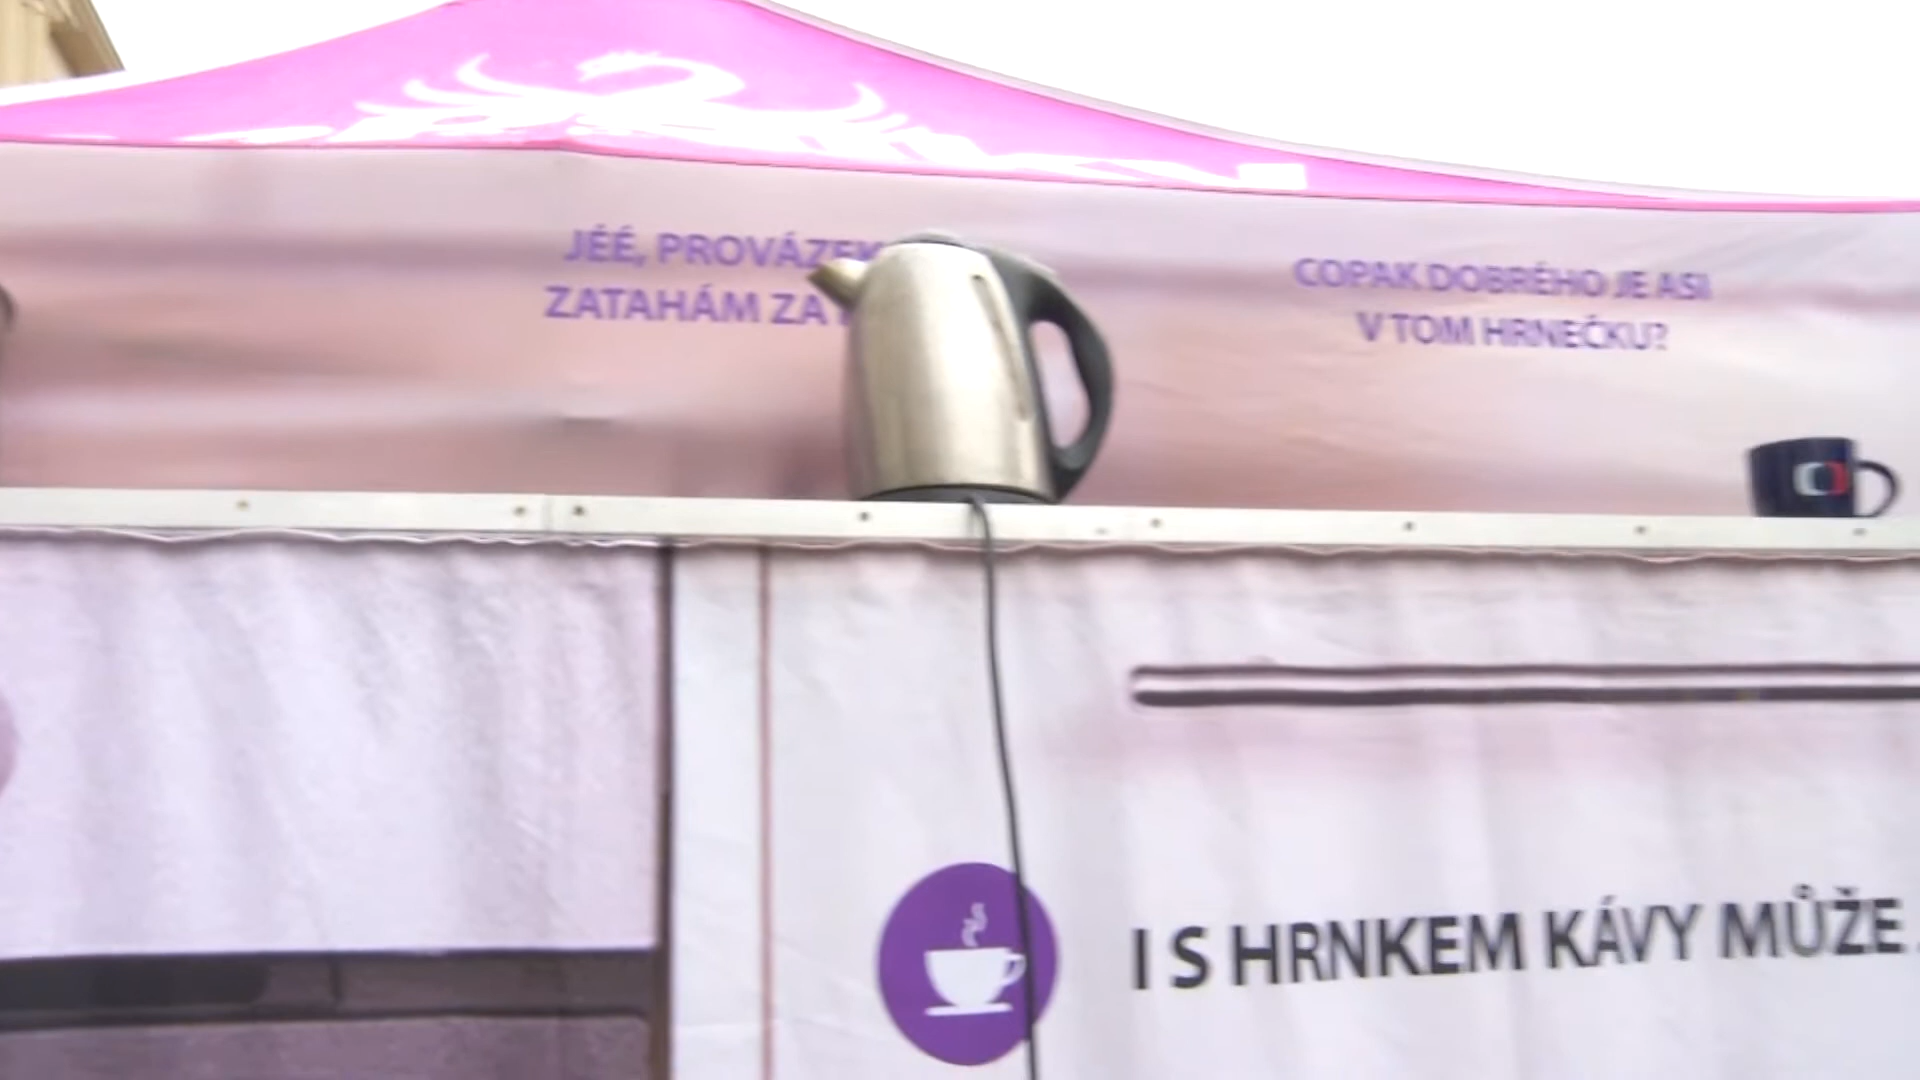 JÉÉ, PROVÁZEK
ZATAHÁM ZA
COPAK DOBRÉHO JE ASI
V TOM HRNEČKU?
I S HRNKEM KÁVY MŮŽE